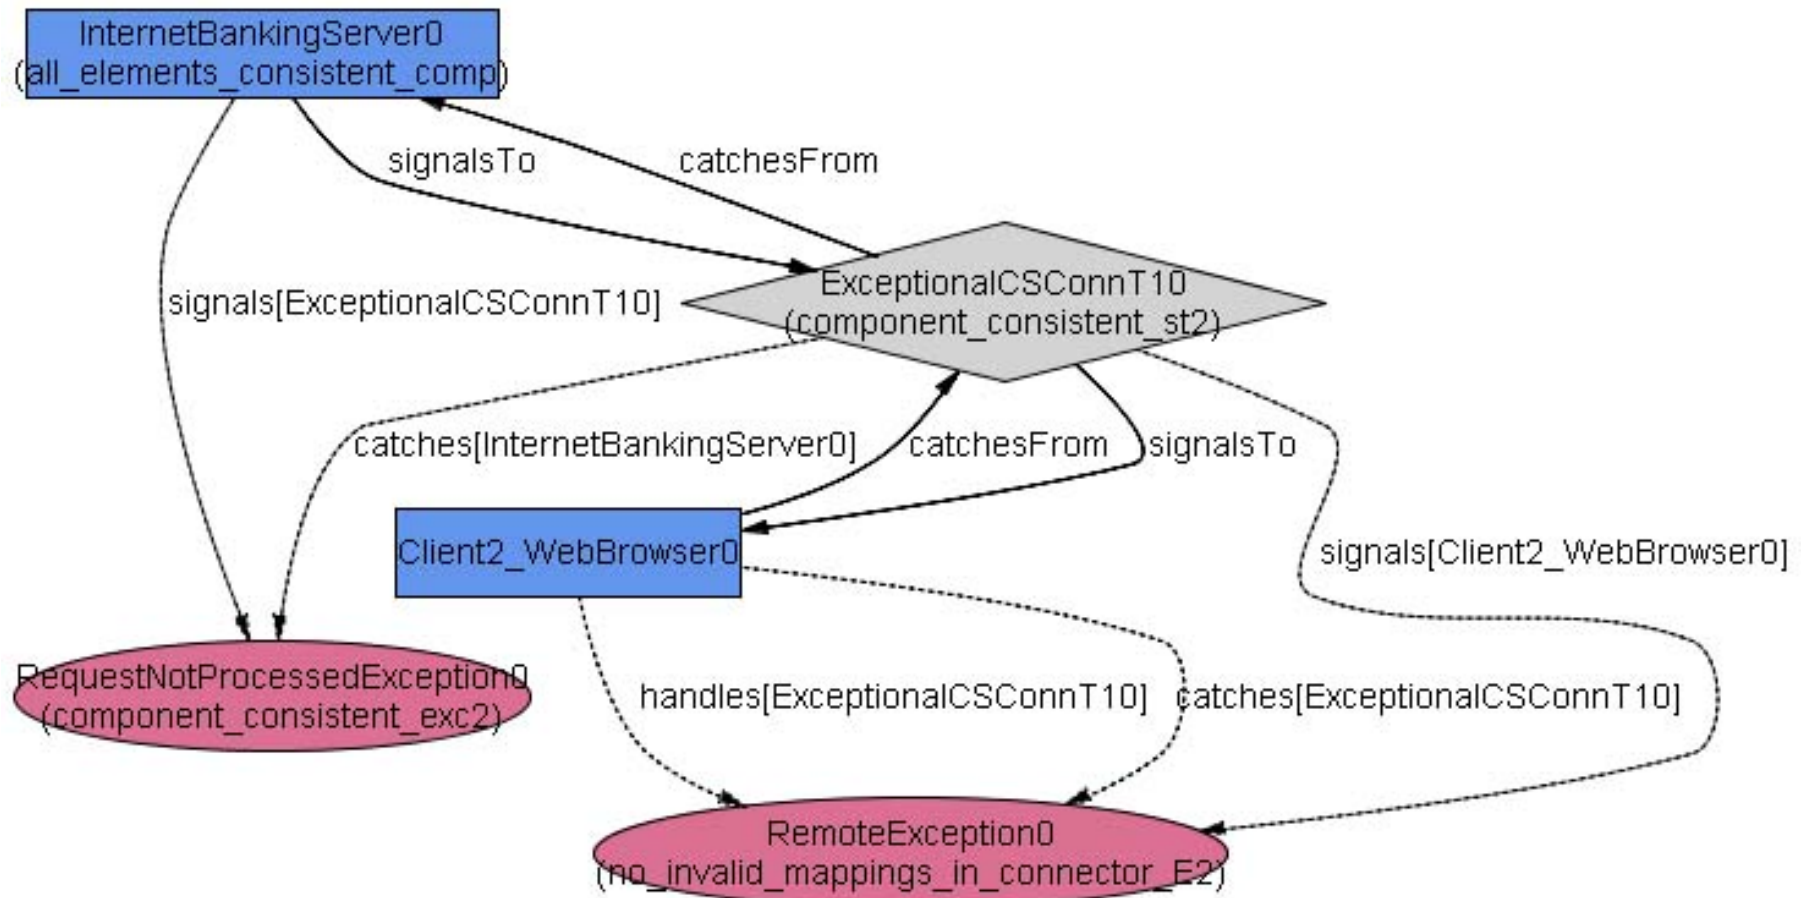 InternetBankingServer0
(all_elements_consistent_comp)
signalsTo
catchesFrom
signals[ExceptionalCSConnT10]
ExceptionalCSConnT10
(component_consistent_st2)
catches[InternetBankingServer0]
catchesFrom
signalsTo
Client2_WebBrowser0
signals[Client2_WebBrowser0]
RequestNotProcessedException0
(component_consistent_exc2)
handles[ExceptionalCSConnT10]
catches[ExceptionalCSConnT10]
RemoteException0
(no_invalid_mappings_in_connector_E2)